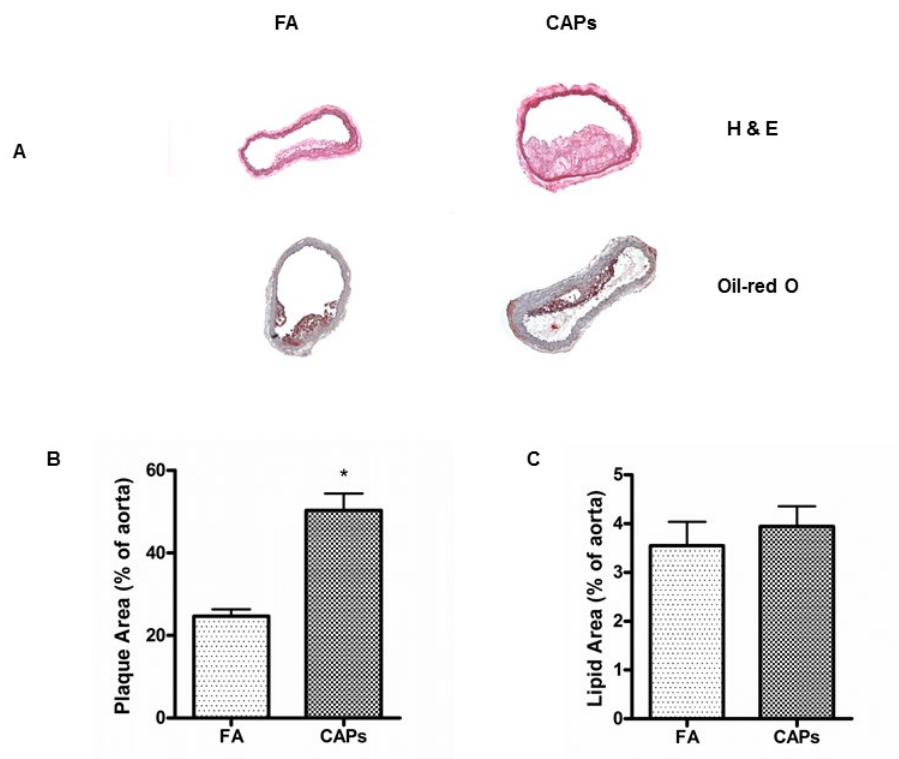 FA CAPs
A
H & E
Oil-red O
B
Plaque Area (% of aorta)
60
40
20
0
*
FA CAPs
C
Lipid Area (% of aorta)
5
4
3
2
1
0
FA CAPs